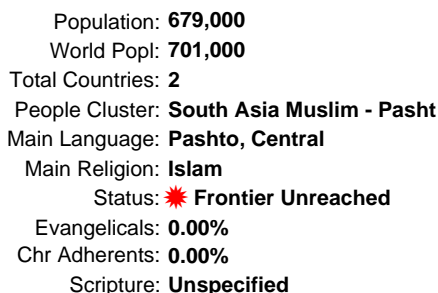 Population: 679,000
World Popl: 701,000
Total Countries: 2
People Cluster: South Asia Muslim - Pasht
Main Language: Pashto, Central
Main Religion: Islam
Status: Frontier Unreached
Evangelicals: 0.00%
Chr Adherents: 0.00%
Scripture: Unspecified